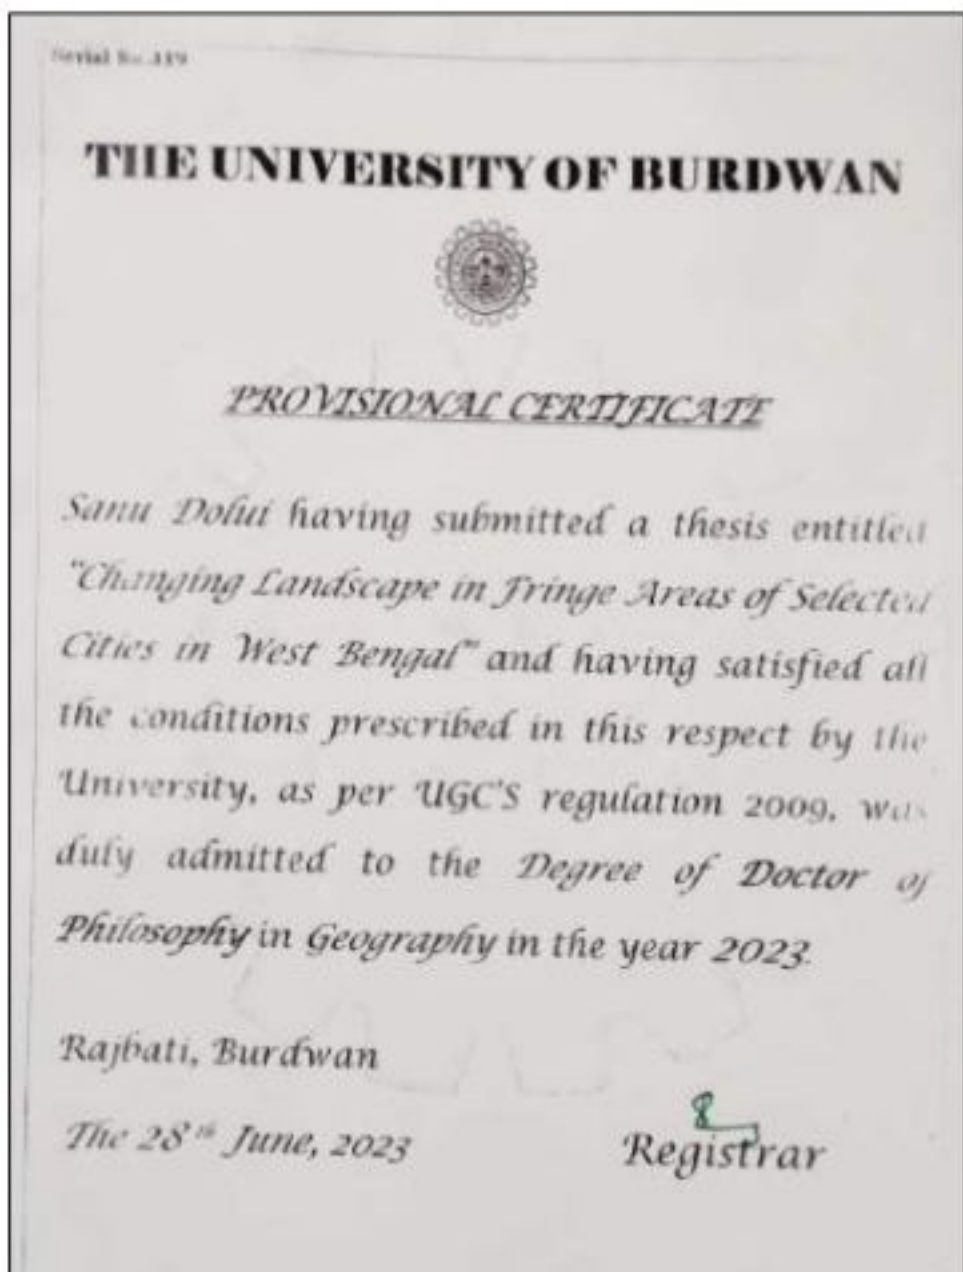 Serial No. 119
THE UNIVERSITY OF BURDWAN
PROVISIONAL CERTIFICATE
Sanu Dolui having submitted a thesis entitled
"Changing Landscape in Fringe Areas of Selected
Cities in West Bengal" and having satisfied all
the conditions prescribed in this respect by the
University, as per UGC'S regulation 2009, was
duly admitted to the Degree of Doctor of
Philosophy in Geography in the year 2023.
Rajbati, Burdwan
The 28th June, 2023
Registrar